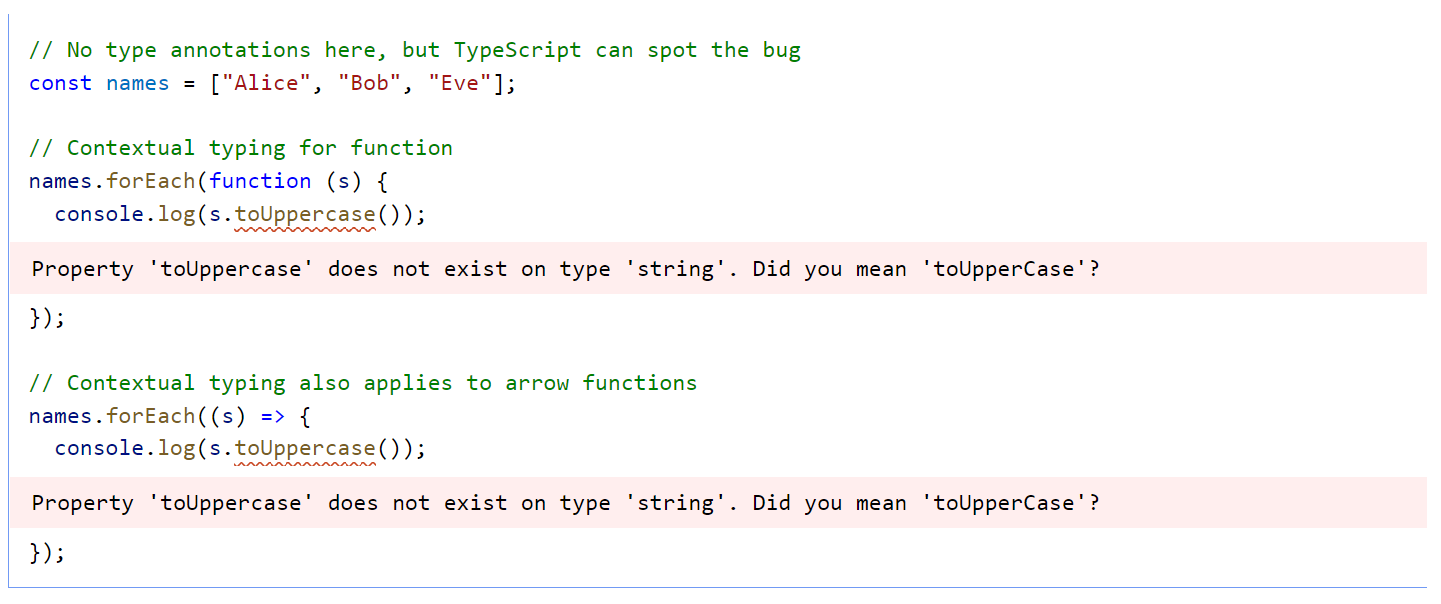 // No type annotations here, but TypeScript can spot the bug
const names = ["Alice", "Bob", "Eve"];
// Contextual typing for function
names.forEach(function (s) {
  console.log(s.toUppercase());
Property 'toUppercase' does not exist on type 'string'. Did you mean 'toUpperCase'?
});
// Contextual typing also applies to arrow functions
names.forEach((s) => {
  console.log(s.toUppercase());
Property 'toUppercase' does not exist on type 'string'. Did you mean 'toUpperCase'?
});